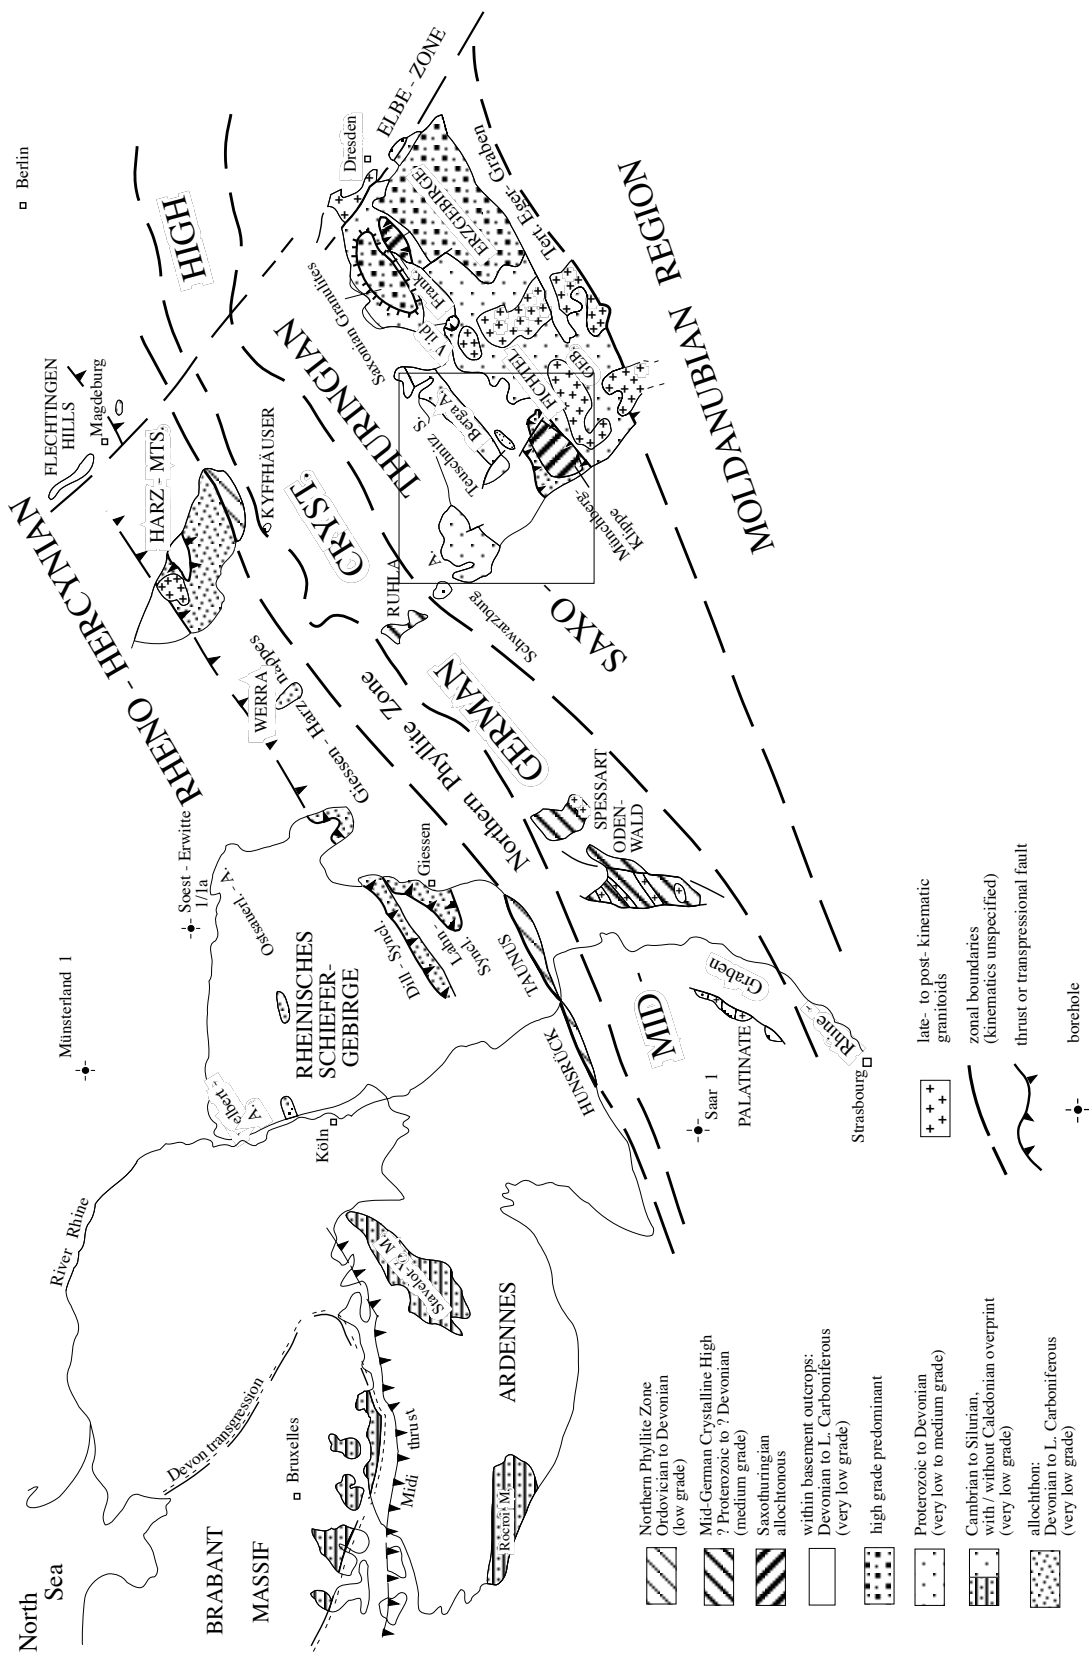 North
Sea
BRABANT
MASSIF
River Rhine
Devon transgression
Bruxelles
Midi
thrust
Rocroi M.
ARDENNES
Stavelot-V. M.
Köln
elbert -
A.
Münsterland 1
Soest - Erwitte
1/1a
Ostsauerl. - A.
RHEINISCHES
SCHIEFER-
GEBIRGE
Dill - Syncl.
Lahn -
Syncl.
Giessen
TAUNUS
HUNSRÜCK
Saar 1
PALATINATE
Strasbourg
Rhine -
Graben
RHENO - HERCYNIAN
FLECHTINGEN
HILLS
Magdeburg
HARZ - MTS.
KYFFHÄUSER
WERRA
Giessen - Harz nappes
Northern Phyllite Zone
MID -
GERMAN
CRYST.
HIGH
SPESSART
ODEN-
WALD
RUHLA
Schwarzburg
A.
SAXO -
THURINGIAN
Teuschnitz S.
Berga A.
Münchberg-
Klippe
FICHTEL
GEB.
Saxonian Granulites
Wild.
Frank.
ERZGEBIRGE
Tert. Eger- Graben
Dresden
ELBE - ZONE
Berlin
MOLDANUBIAN REGION
Northern Phyllite Zone
Ordovician to Devonian
(low grade)
Mid-German Crystalline High
? Proterozoic to ? Devonian
(medium grade)
Saxothuringian
allochtonous
within basement outcrops:
Devonian to L. Carboniferous
(very low grade)
high grade predominant
Proterozoic to Devonian
(very low to medium grade)
Cambrian to Silurian,
with / without Caledonian overprint
(very low grade)
allochthon:
Devonian to L. Carboniferous
(very low grade)
late- to post- kinematic
granitoids
zonal boundaries
(kinematics unspecified)
thrust or transpressional fault
borehole